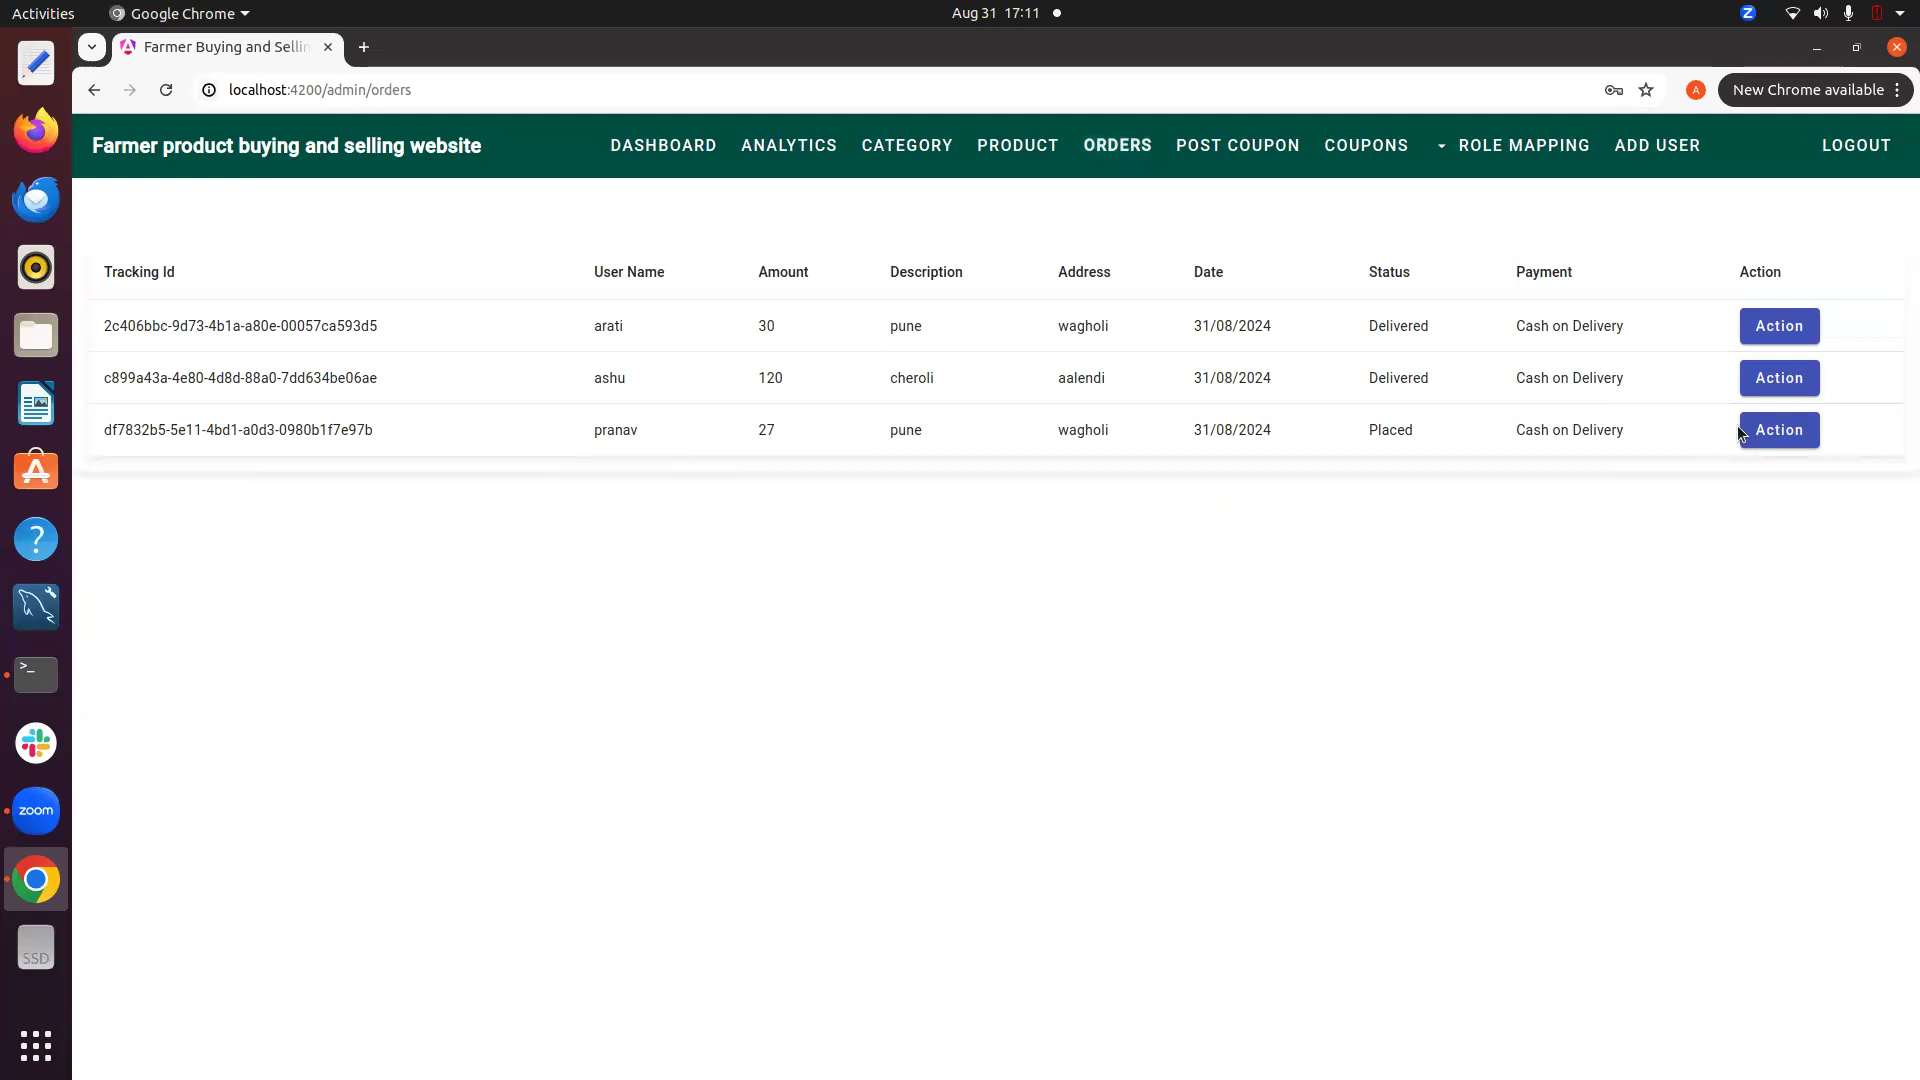 Activities Google Chrome Aug 31 17:11 Z
Farmer Buying and Sellin
localhost:4200/admin/orders A New Chrome available
Farmer product buying and selling website DASHBOARD ANALYTICS CATEGORY PRODUCT ORDERS POST COUPON COUPONS ROLE MAPPING ADD USER LOGOUT
Tracking Id User Name Amount Description Address Date Status Payment Action
2c406bbc-9d73-4b1a-a80e-00057ca593d5 arati 30 pune wagholi 31/08/2024 Delivered Cash on Delivery Action
c899a43a-4e80-4d8d-88a0-7dd634be06ae ashu 120 cheroli aalendi 31/08/2024 Delivered Cash on Delivery Action
df7832b5-5e11-4bd1-a0d3-0980b1f7e97b pranav 27 pune wagholi 31/08/2024 Placed Cash on Delivery Action
?
>_
zoom
SSD